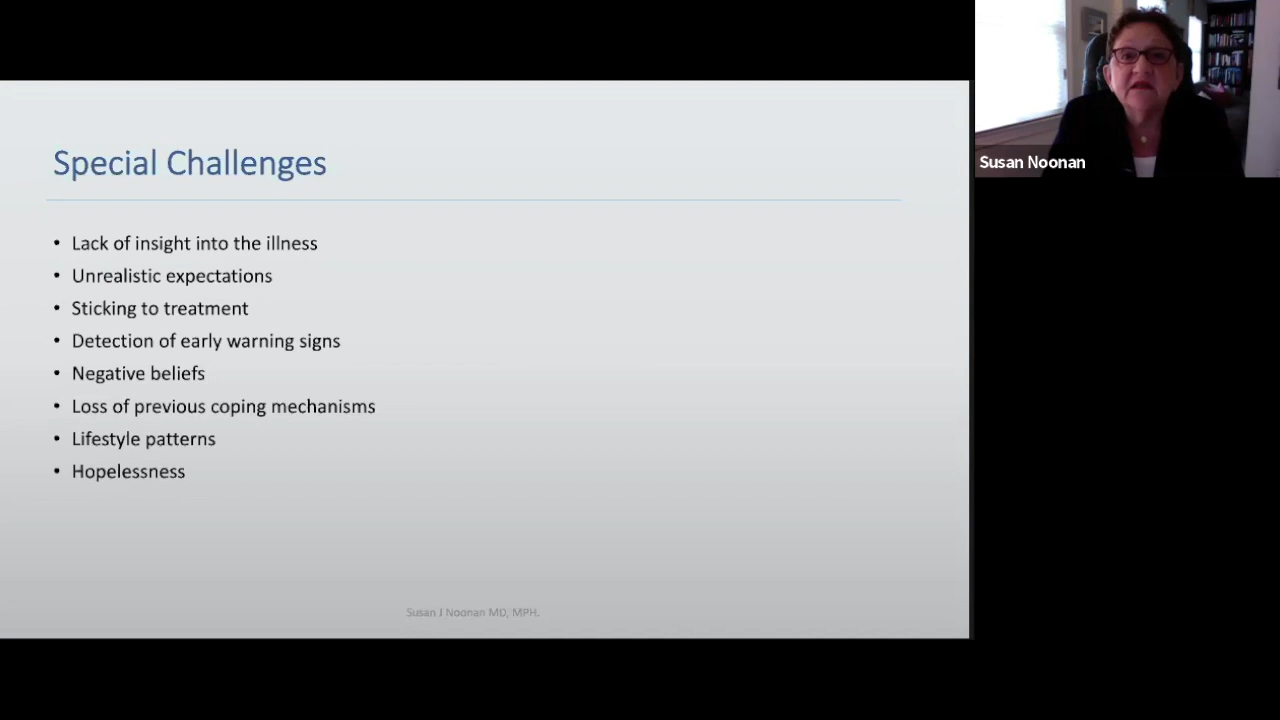 Special Challenges
• Lack of insight into the illness
• Unrealistic expectations
• Sticking to treatment
• Detection of early warning signs
• Negative beliefs
• Loss of previous coping mechanisms
• Lifestyle patterns
• Hopelessness
Susan J Noonan MD, MPH.
Susan Noonan